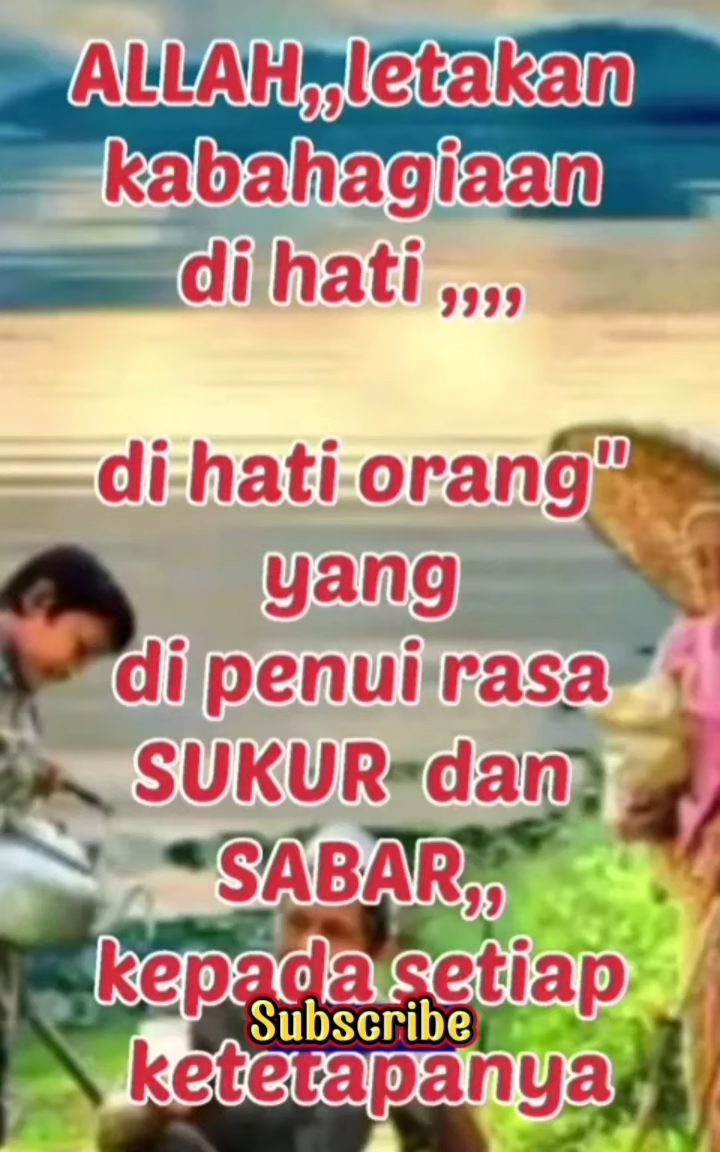 ALLAH,,letakan
kabahagiaan
di hati ,,,,
di hati orang"
yang
di penui rasa
SUKUR dan
SABAR,,
kepada setiap
Subscribe
ketetapanya